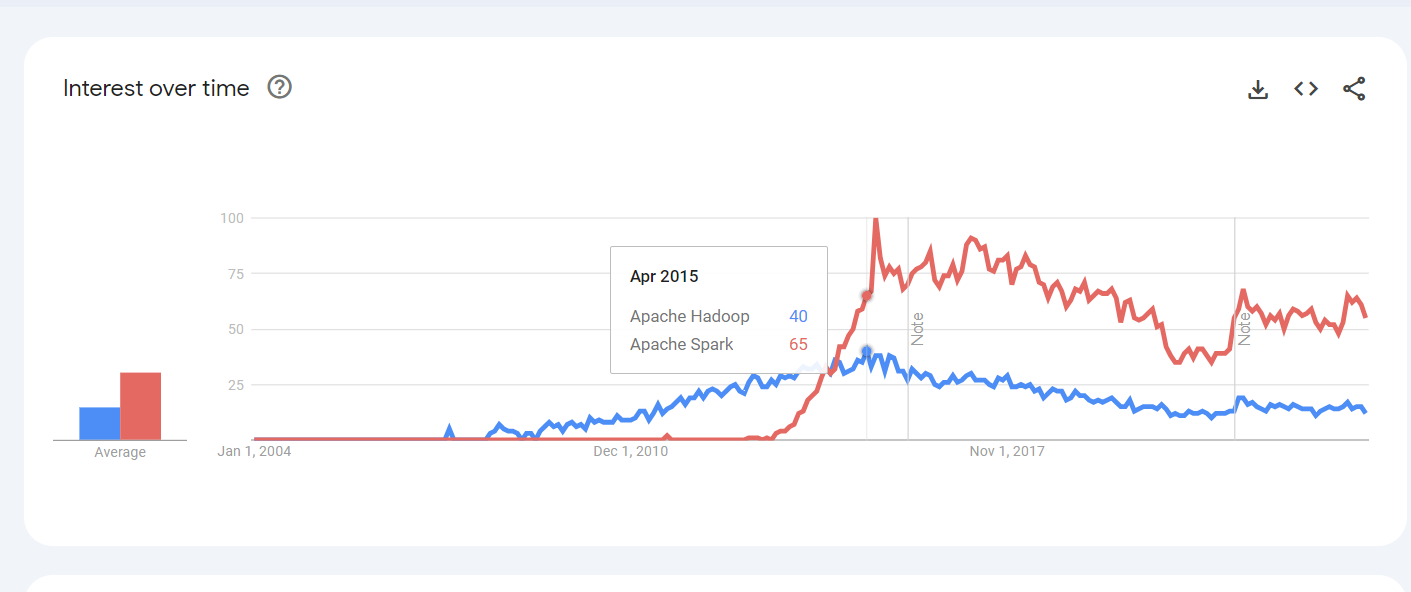 Interest over time
100
75
50
25
Apr 2015
Apache Hadoop 40
Apache Spark 65
Note
Note
Average
Jan 1, 2004
Dec 1, 2010
Nov 1, 2017